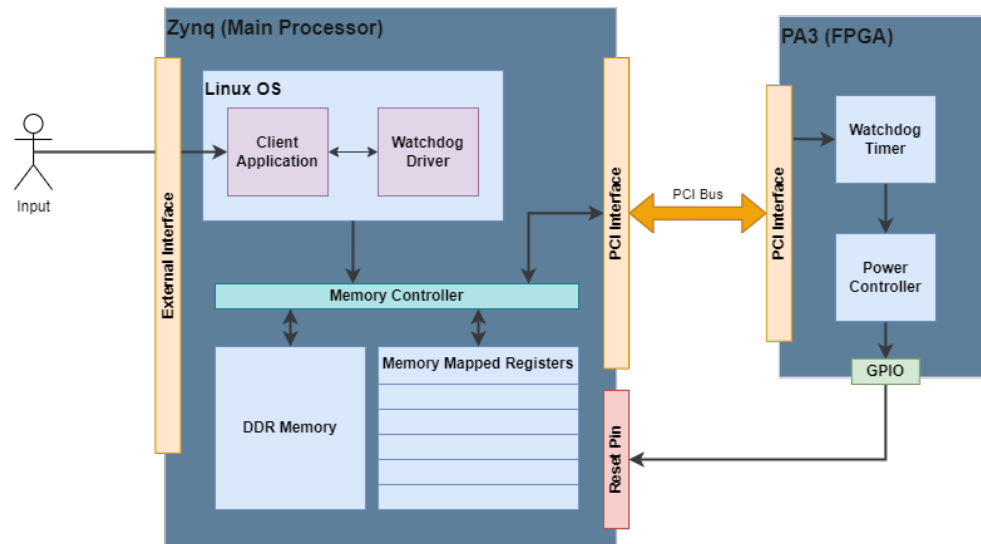 Zynq (Main Processor)
PA3 (FPGA)
Linux OS
Client
Application
Watchdog
Driver
Input
External Interface
PCI Interface
PCI Bus
PCI Interface
Watchdog
Timer
Power
Controller
GPIO
Memory Controller
DDR Memory
Memory Mapped Registers
Reset Pin